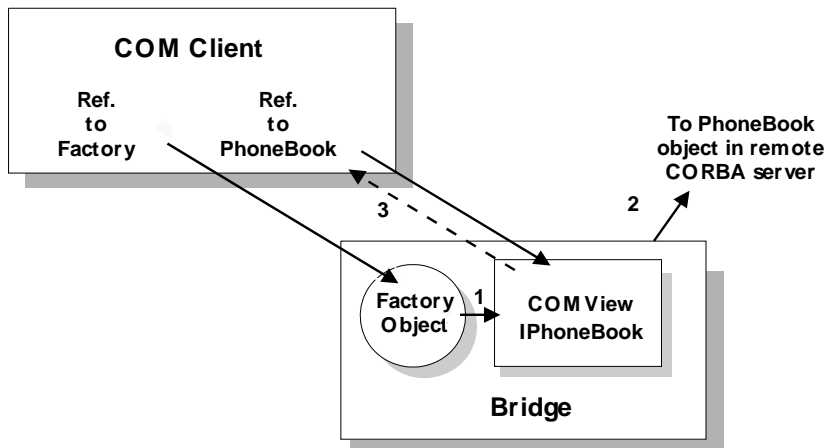 COM Client
Ref.
to
Factory
Ref.
to
PhoneBook
To PhoneBook
object in remote
CORBA server
3
2
Factory
Object
1
COM View
IPhoneBook
Bridge